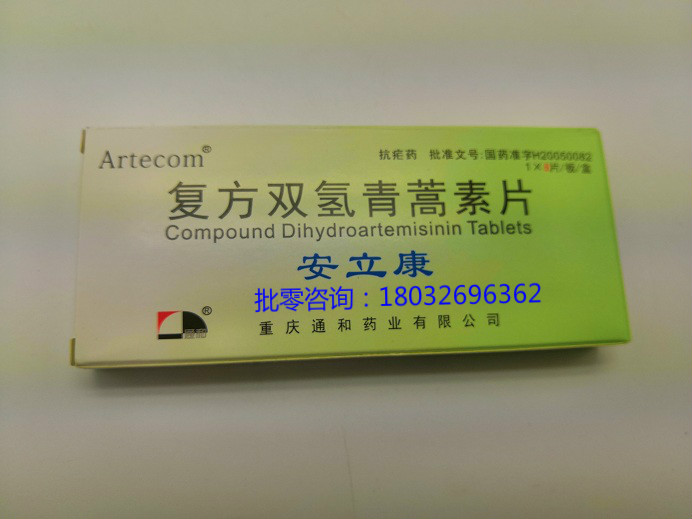 Artecom®
抗疟药 批准文号:国药准字H20050082
1×8片/板/盒
复方双氢青蒿素片
Compound Dihydroartemisinin Tablets
安立康
批零咨询：18032696362
®
重庆通和药业有限公司